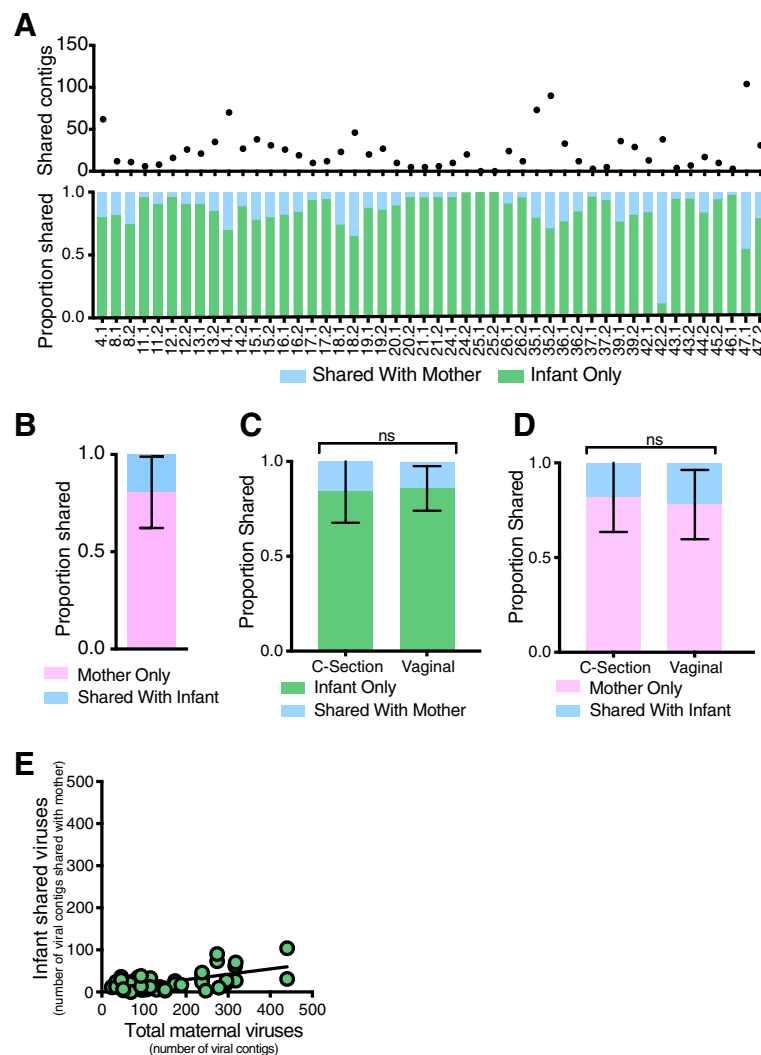 A
Shared contigs
150
100
50
0
Proportion shared
1.0
0.5
0.0
4.1 8.1 8.2 11.1 11.2 12.1 12.2 13.1 13.2 14.1 14.2 15.1 15.2 16.1 16.2 17.1 17.2 18.1 18.2 19.1 19.2 20.1 20.2 21.1 21.2 24.1 24.2 25.1 25.2 26.1 26.2 35.1 35.2 36.1 36.2 37.1 37.2 39.1 39.2 42.1 42.2 43.1 43.2 44.2 45.2 46.1 47.1 47.2
Shared With Mother Infant Only
B
Proportion shared
1.0
0.5
0.0
Mother Only
Shared With Infant
C
ns
Proportion Shared
1.0
0.5
0.0
C-Section Vaginal
Infant Only
Shared With Mother
D
ns
Proportion Shared
1.0
0.5
0.0
C-Section Vaginal
Mother Only
Shared With Infant
E
Infant shared viruses
(number of viral contigs shared with mother)
500
400
300
200
100
0
0 100 200 300 400 500
Total maternal viruses
(number of viral contigs)